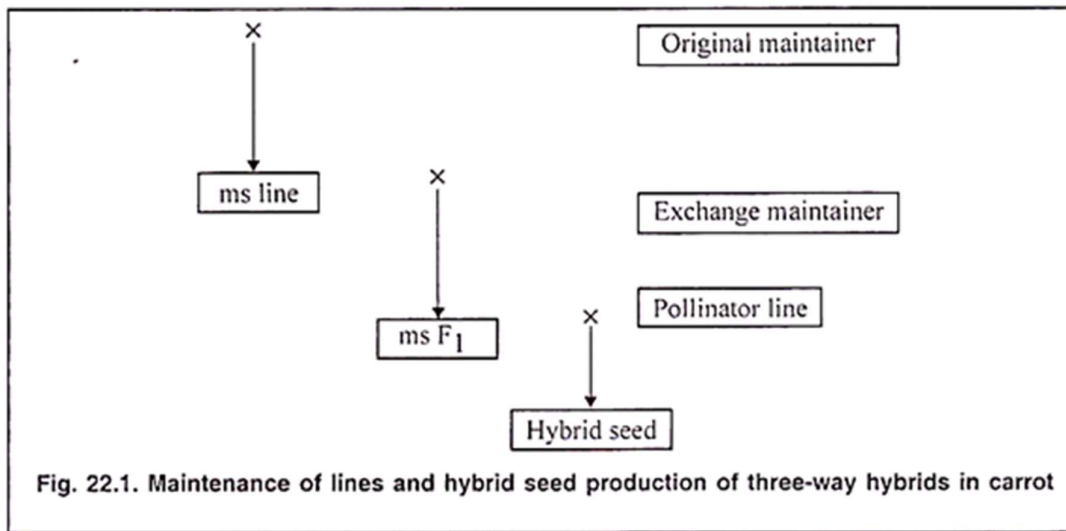 ×
Original maintainer
ms line
×
Exchange maintainer
Pollinator line
×
ms F1
Hybrid seed
Fig. 22.1. Maintenance of lines and hybrid seed production of three-way hybrids in carrot